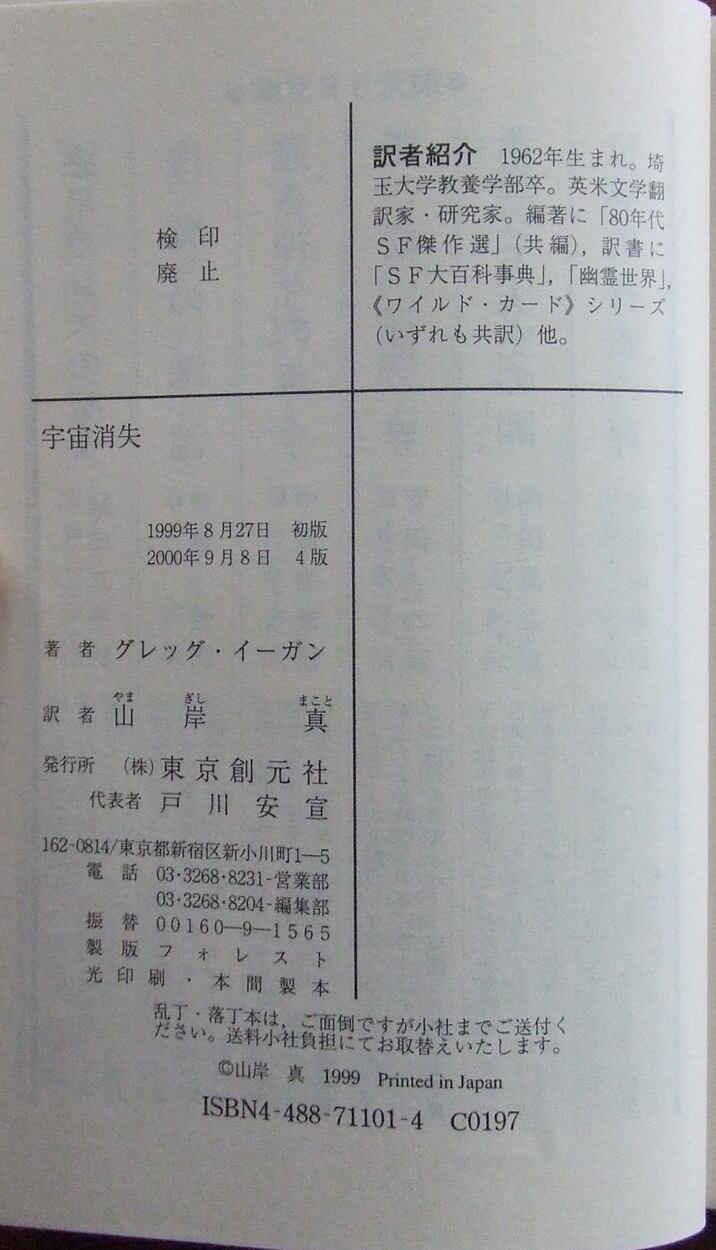 訳者紹介　1962年生まれ。埼
玉大学教養学部卒。英米文学翻
訳家・研究家。編著に「80年代
ＳＦ傑作選」（共編），訳書に
「ＳＦ大百科事典」，「幽霊世界」，
《ワイルド・カード》シリーズ
（いずれも共訳）他。
検印
廃止
宇宙消失
1999年8月27日　初版
2000年9月8日　4版
著者　グレッグ・イーガン
やま　ぎし　まこと
訳者　山岸　真
発行所　（株）東京創元社
代表者　戸川安宣
162-0814/東京都新宿区新小川町1—5
電話　03・3268・8231-営業部
03・3268・8204-編集部
振替　00160—9—1565
製版フォレスト
光印刷・本間製本
乱丁・落丁本は，ご面倒ですが小社までご送付く
ださい。送料小社負担にてお取替えいたします。
©山岸　真　1999　Printed in Japan
ISBN4-488-71101-4　C0197